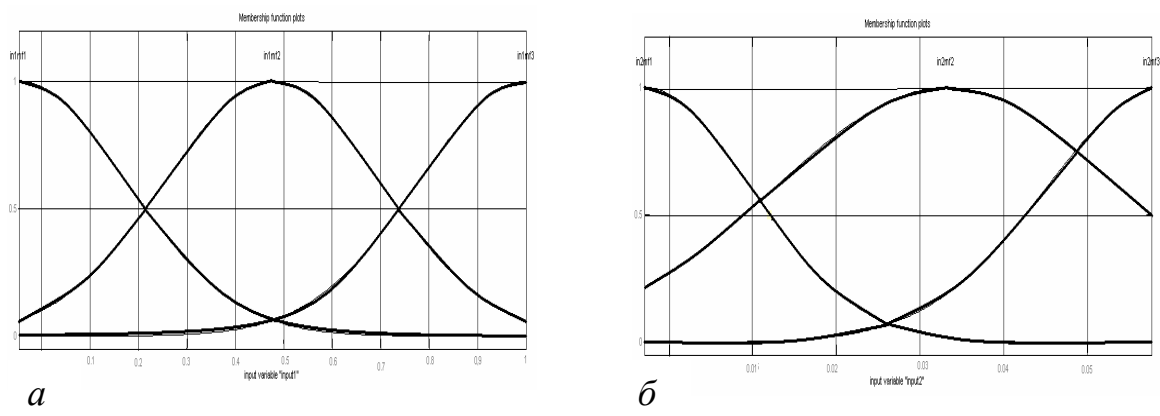 Membership function plots
in1mf1 in1mf2 in1mf3
1
0.5
0
0.1 0.2 0.3 0.4 0.5 0.6 0.7 0.8 0.9 1
input variable "input1"
а
Membership function plots
in2mf1 in2mf2 in2mf3
1
0.5
0
0.01 0.02 0.03 0.04 0.05
input variable "input2"
б